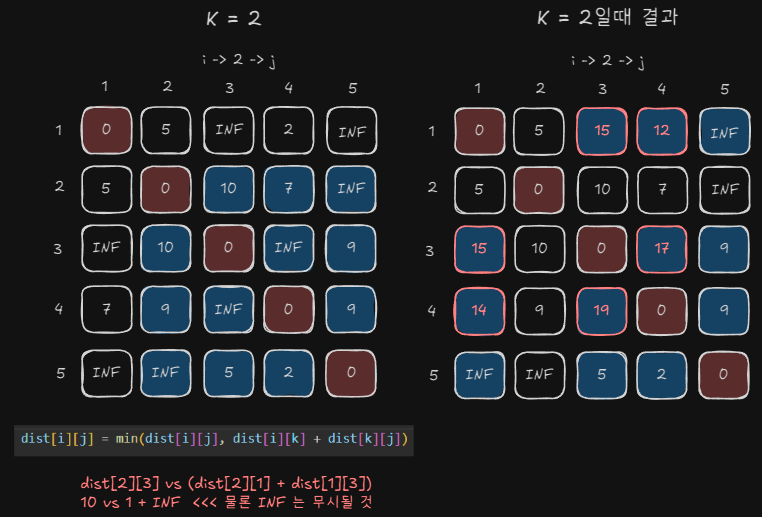 K = 2
i -> 2 -> j
1 2 3 4 5
1 0 5 INF 2 INF
2 5 0 10 7 INF
3 INF 10 0 INF 9
4 7 9 INF 0 9
5 INF INF 5 2 0
K = 2일때 결과
i -> 2 -> j
1 2 3 4 5
1 0 5 15 12 INF
2 5 0 10 7 INF
3 15 10 0 17 9
4 14 9 19 0 9
5 INF INF 5 2 0
dist[i][j] = min(dist[i][j], dist[i][k] + dist[k][j])
dist[2][3] vs (dist[2][1] + dist[1][3])
10 vs 1 + INF <<< 물론 INF 는 무시될 것